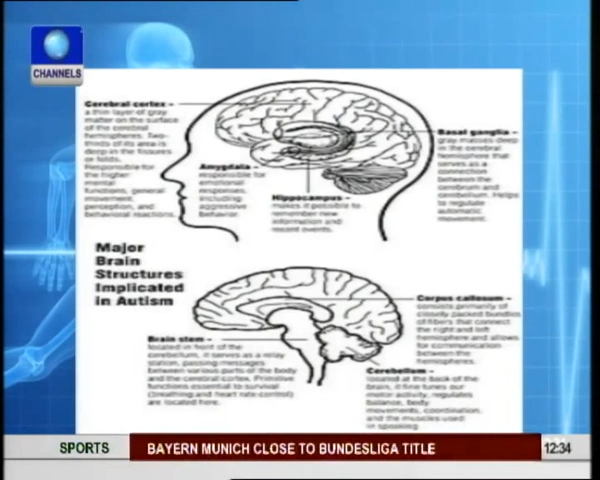 CHANNELS
Cerebral cortex –
a thin layer of gray
matter on the surface
of the cerebral
hemispheres. Two-
thirds of its area is
deep in the fissures
or folds.
Responsible for
the higher
mental
functions, general
movement,
perception, and
behavioral reactions.
Amygdala –
responsible for
emotional
responses,
including
aggressive
behavior.
Hippocampus –
makes it possible to
remember new
information and
recent events.
Basal ganglia –
gray masses deep
in the cerebral
hemisphere that
serves as a
connection
between the
cerebrum and
cerebellum. Helps
to regulate
automatic
movement.
Major
Brain
Structures
Implicated
in Autism
Corpus callosum –
consists primarily of
closely packed bundles
of fibers that connect
the right and left
hemisphere and allows
for communication
between the
hemispheres.
Brain stem –
located in front of the
cerebellum, it serves as a relay
station, passing messages
between various parts of the body
and the cerebral cortex. Primitive
functions essential to survival
(breathing and heart rate control)
are located here.
Cerebellum –
located at the back of the
brain, it fine tunes our
motor activity, regulates
balance, body
movements, coordination,
and the muscles used
in speaking.
SPORTS
BAYERN MUNICH CLOSE TO BUNDESLIGA TITLE
12:34